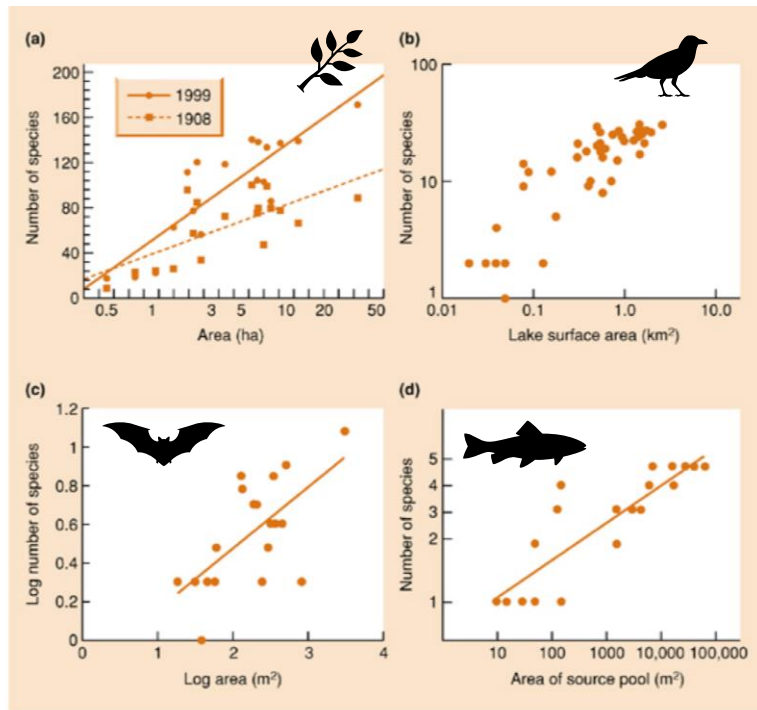 (a)
Number of species
200
160
120
80
40
0
1999
1908
0.5 1 3 5 10 20 50
Area (ha)
(b)
Number of species
100
10
1
0.01 0.1 1.0 10.0
Lake surface area (km²)
(c)
Log number of species
1.2
1
0.8
0.6
0.4
0.2
0
0 1 2 3 4
Log area (m²)
(d)
Number of species
5
4
3
2
1
10 100 1000 10,000 100,000
Area of source pool (m²)